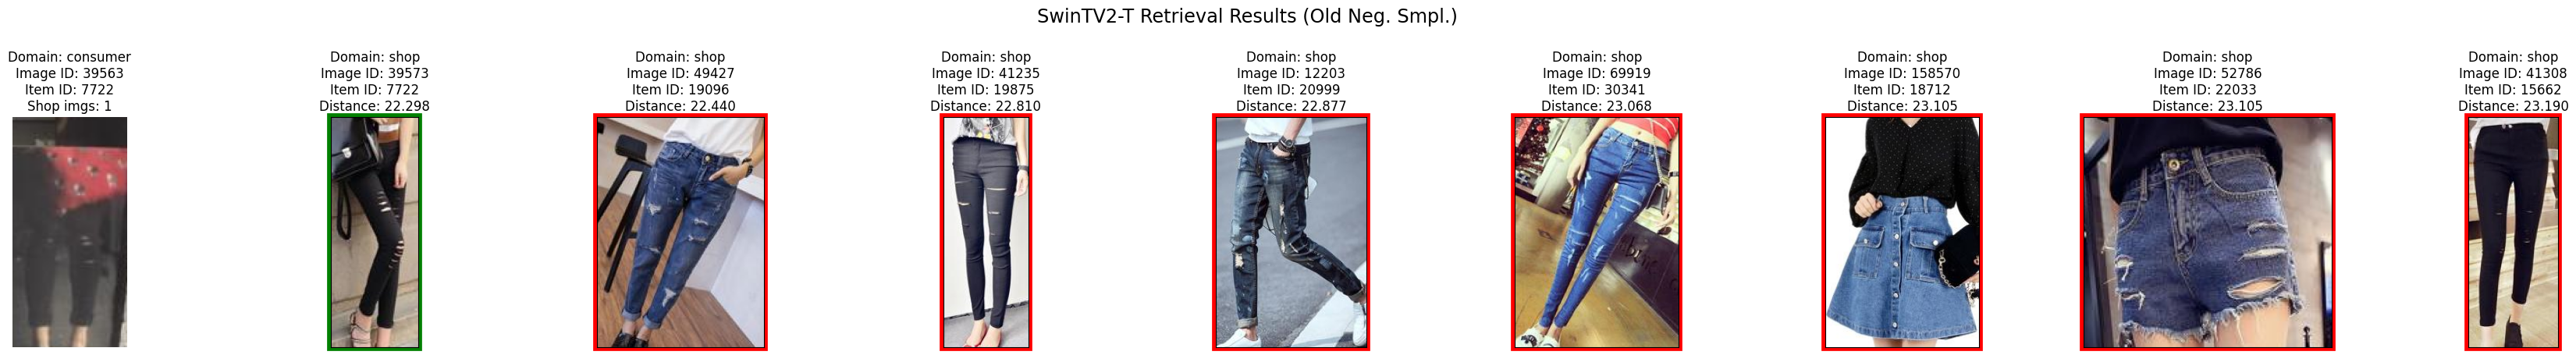 SwinTV2-T Retrieval Results (Old Neg. Smpl.)
Domain: consumer
Image ID: 39563
Item ID: 7722
Shop imgs: 1
Domain: shop
Image ID: 39573
Item ID: 7722
Distance: 22.298
Domain: shop
Image ID: 49427
Item ID: 19096
Distance: 22.440
Domain: shop
Image ID: 41235
Item ID: 19875
Distance: 22.810
Domain: shop
Image ID: 12203
Item ID: 20999
Distance: 22.877
Domain: shop
Image ID: 69919
Item ID: 30341
Distance: 23.068
Domain: shop
Image ID: 158570
Item ID: 18712
Distance: 23.105
Domain: shop
Image ID: 52786
Item ID: 22033
Distance: 23.105
Domain: shop
Image ID: 41308
Item ID: 15662
Distance: 23.190